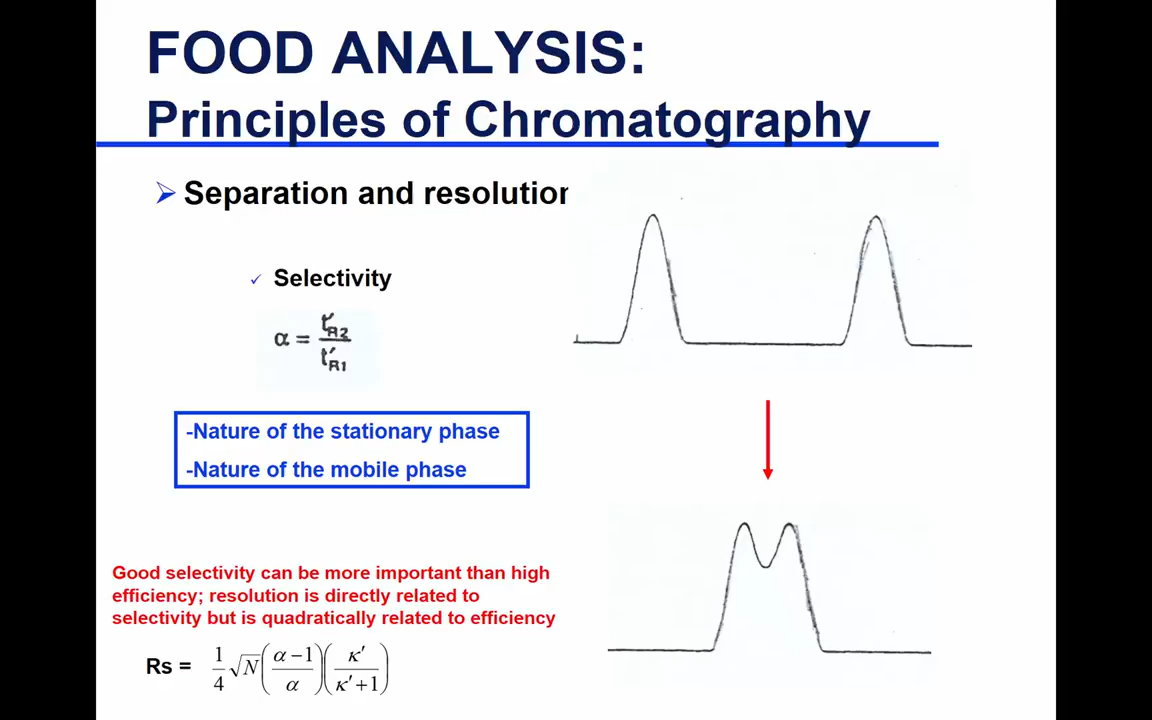 FOOD ANALYSIS:
Principles of Chromatography
Separation and resolution
Selectivity
α = t'R2 / t'R1
-Nature of the stationary phase
-Nature of the mobile phase
Good selectivity can be more important than high
efficiency; resolution is directly related to
selectivity but is quadratically related to efficiency
Rs = 1/4 √N ((α − 1)/α) (κ′/(κ′ + 1))